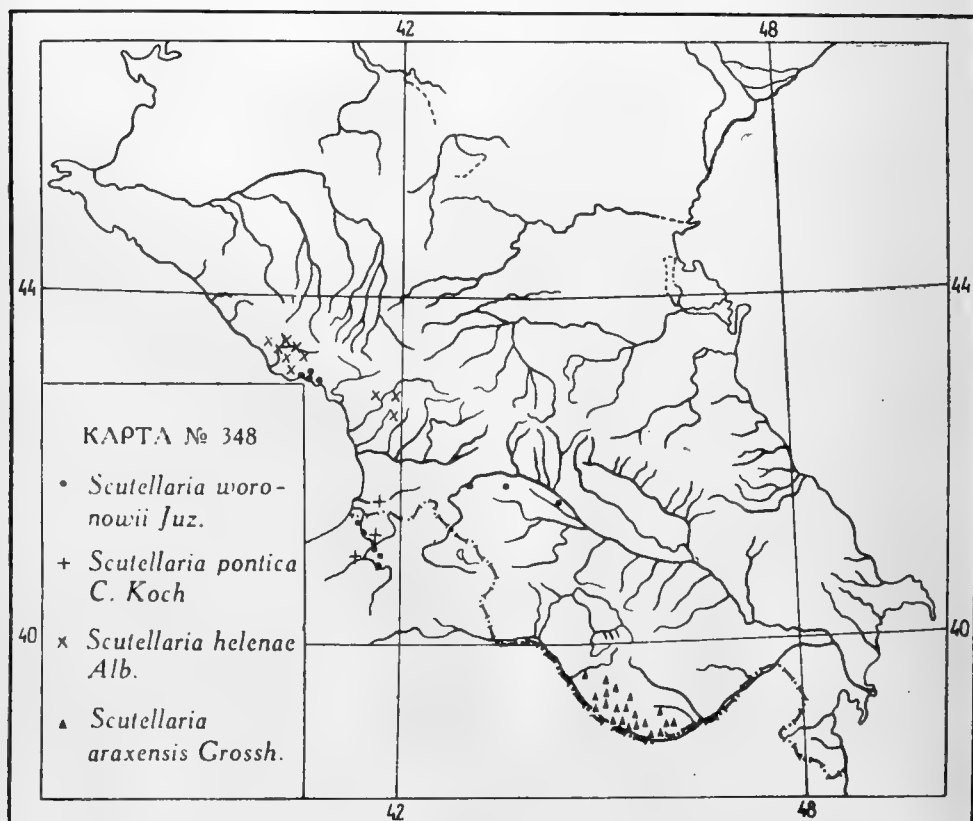 42 48
44 44
КАРТА № 348
• Scutellaria woro-
nowii Juz.
+ Scutellaria pontica
C. Koch
× Scutellaria helenae
Alb.
▲ Scutellaria
araxensis Grossh.
40 40
42 48